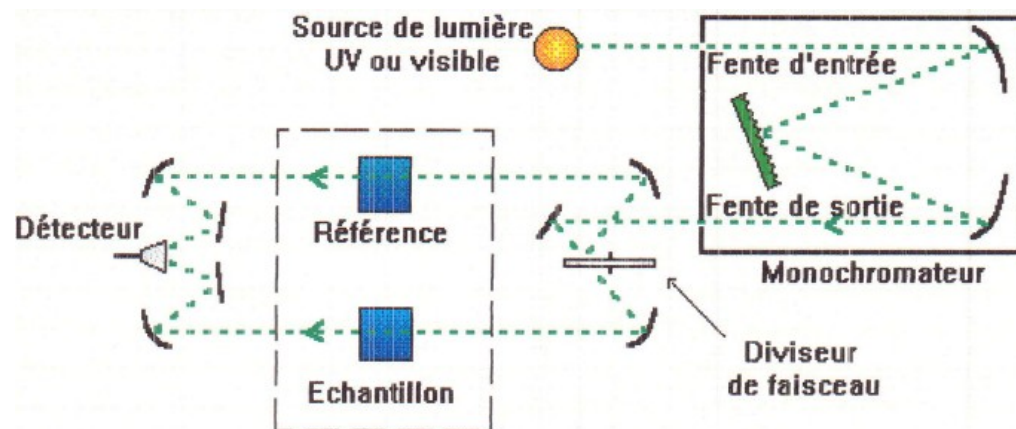 Source de lumière
UV ou visible
Fente d'entrée
Fente de sortie
Monochromateur
Détecteur
Référence
Echantillon
Diviseur
de faisceau